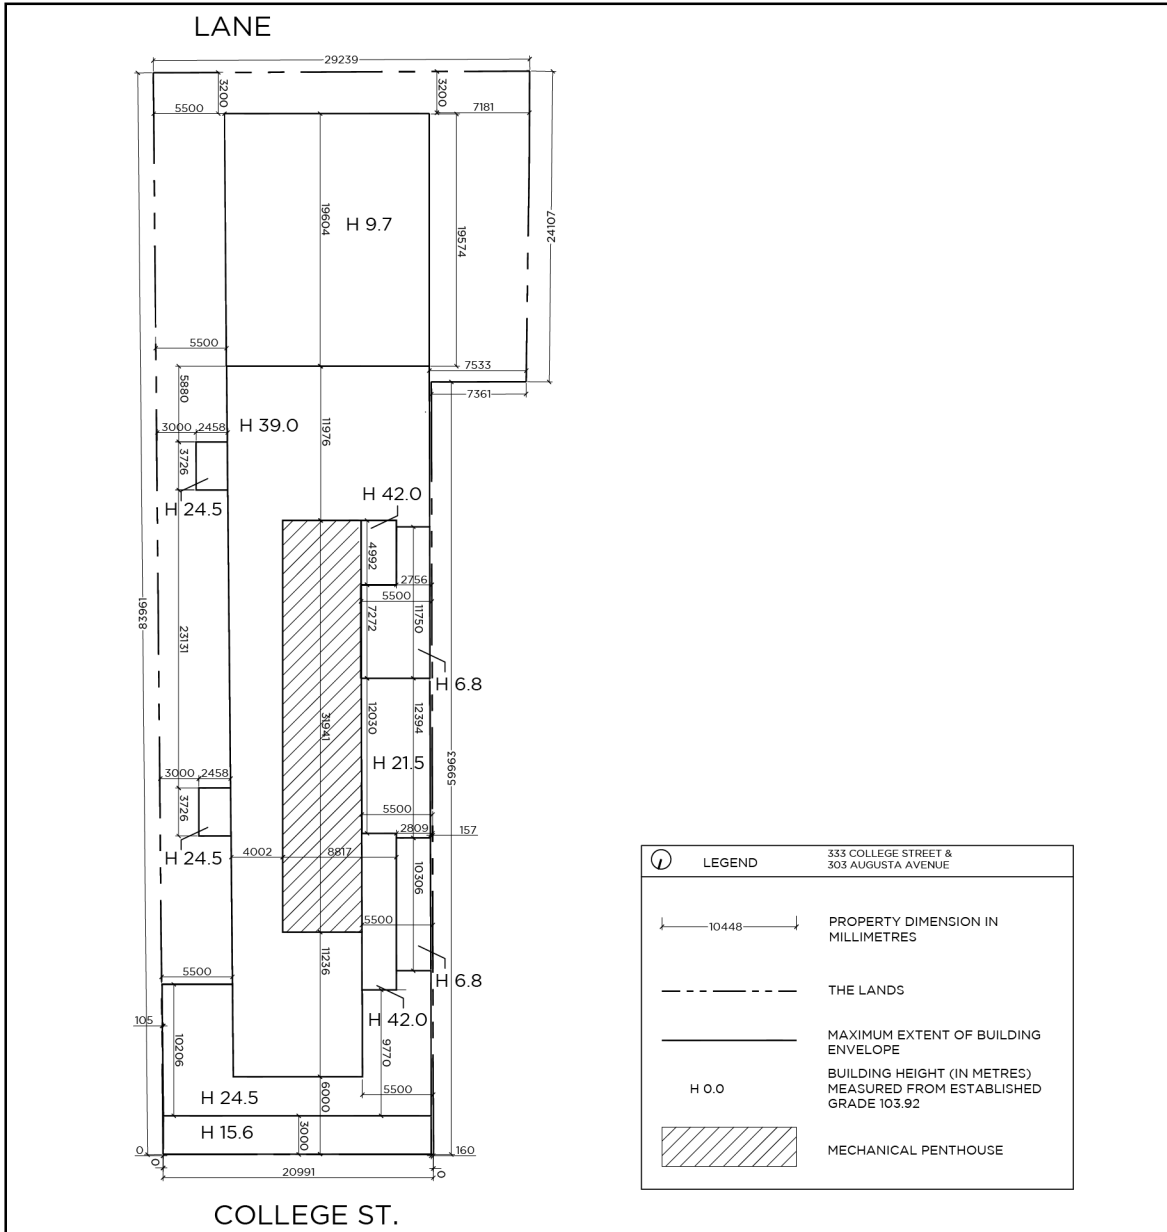 LANE
29239
3200
3200
5500
7181
19604
H 9.7
19574
24107
5500
7533
7361
5880
H 39.0
11976
3000
2458
3726
H 24.5
H 42.0
4992
2756
5500
7272
11750
83961
23131
H 6.8
31941
12030
12394
59663
H 21.5
3000
2458
3726
5500
2809
157
H 24.5
4002
8817
10306
5500
11236
H 6.8
5500
H 42.0
105
10206
9770
6000
5500
H 24.5
H 15.6
3000
0
160
0
0
20991
COLLEGE ST.
LEGEND
333 COLLEGE STREET &
303 AUGUSTA AVENUE
10448
PROPERTY DIMENSION IN
MILLIMETRES
THE LANDS
MAXIMUM EXTENT OF BUILDING
ENVELOPE
H 0.0
BUILDING HEIGHT (IN METRES)
MEASURED FROM ESTABLISHED
GRADE 103.92
MECHANICAL PENTHOUSE